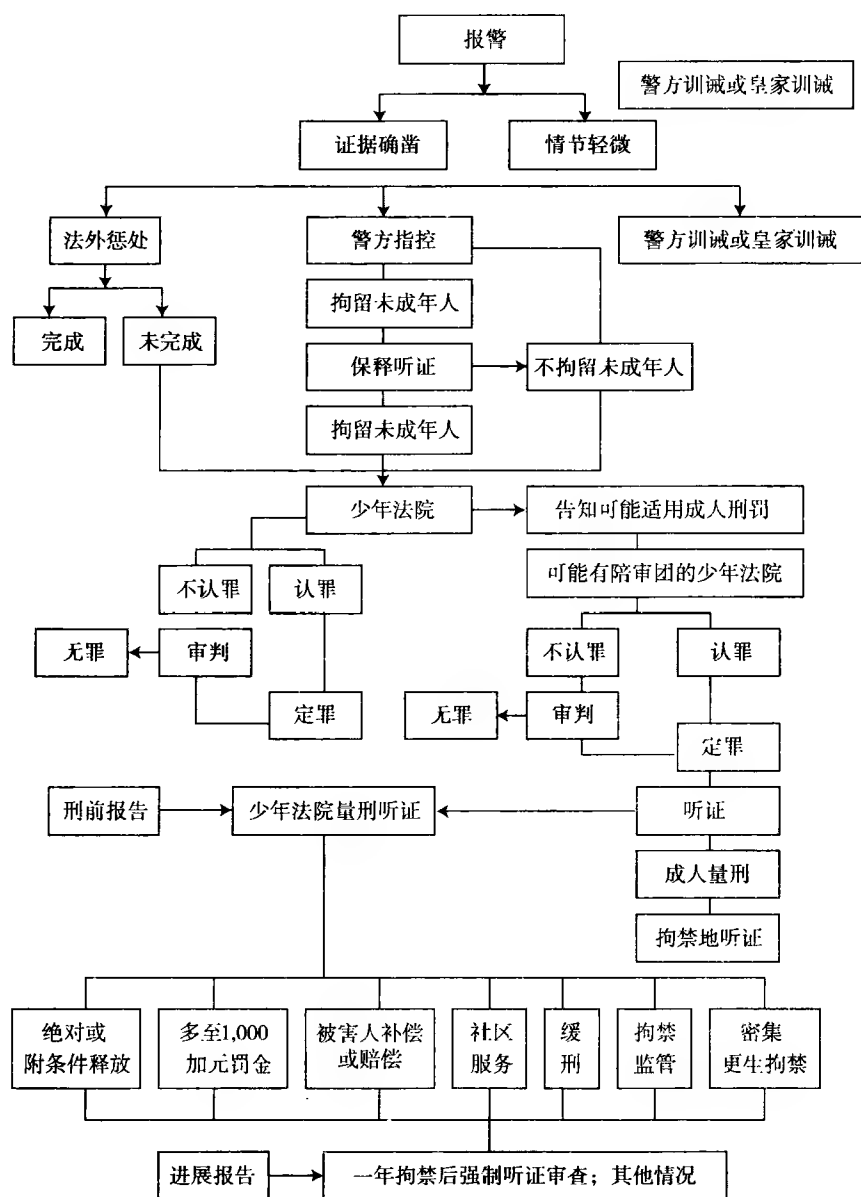 报警
警方训诫或皇家训诫
证据确凿
情节轻微
法外惩处
警方指控
警方训诫或皇家训诫
拘留未成年人
完成
未完成
保释听证
不拘留未成年人
拘留未成年人
少年法院
告知可能适用成人刑罚
不认罪
认罪
可能有陪审团的少年法院
无罪
审判
不认罪
认罪
定罪
无罪
审判
定罪
刑前报告
少年法院量刑听证
听证
成人量刑
拘禁地听证
绝对或
附条件释放
多至1,000
加元罚金
被害人补偿
或赔偿
社区
服务
缓
刑
拘禁
监管
密集
更生拘禁
进展报告
一年拘禁后强制听证审查；其他情况